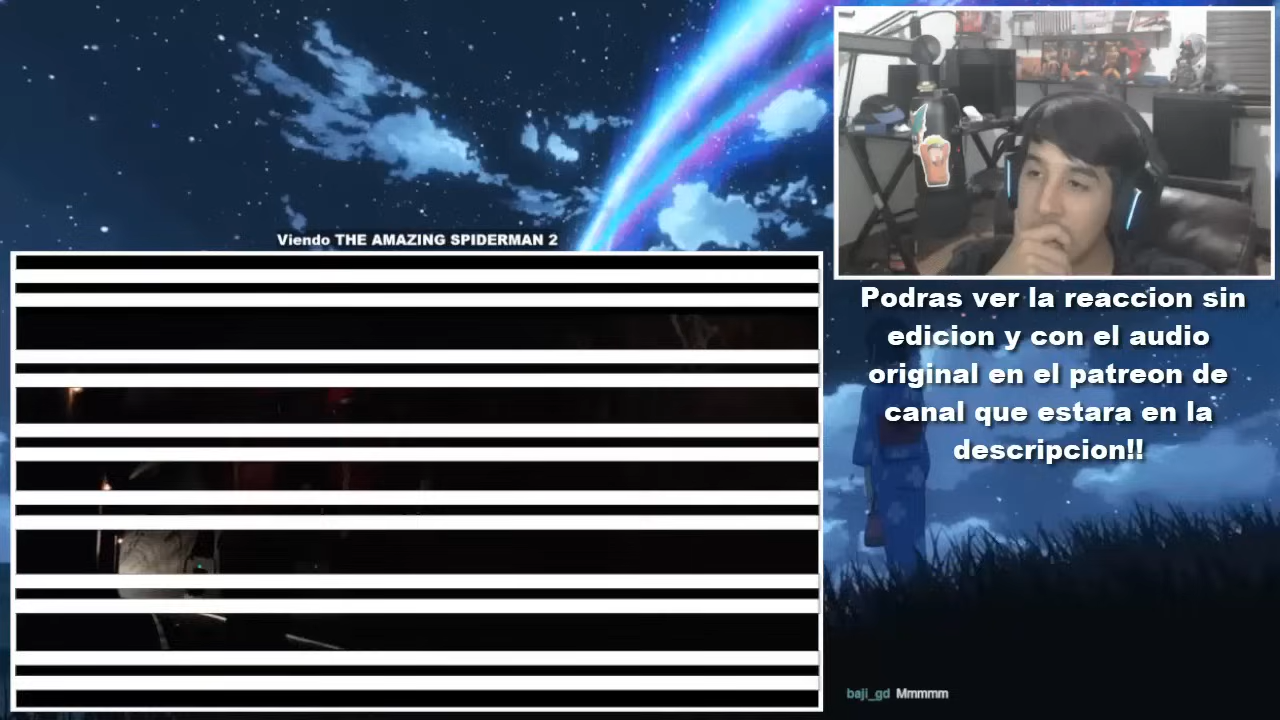 Viendo THE AMAZING SPIDERMAN 2
Podras ver la reaccion sin
edicion y con el audio
original en el patreon de
canal que estara en la
descripcion!!
baji_gd Mmmmm